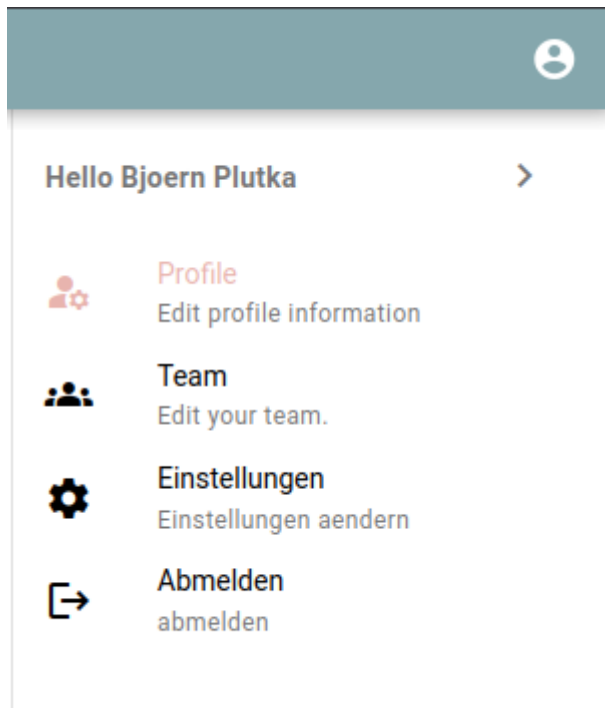 Hello Bjoern Plutka
Profile
Edit profile information
Team
Edit your team.
Einstellungen
Einstellungen aendern
Abmelden
abmelden